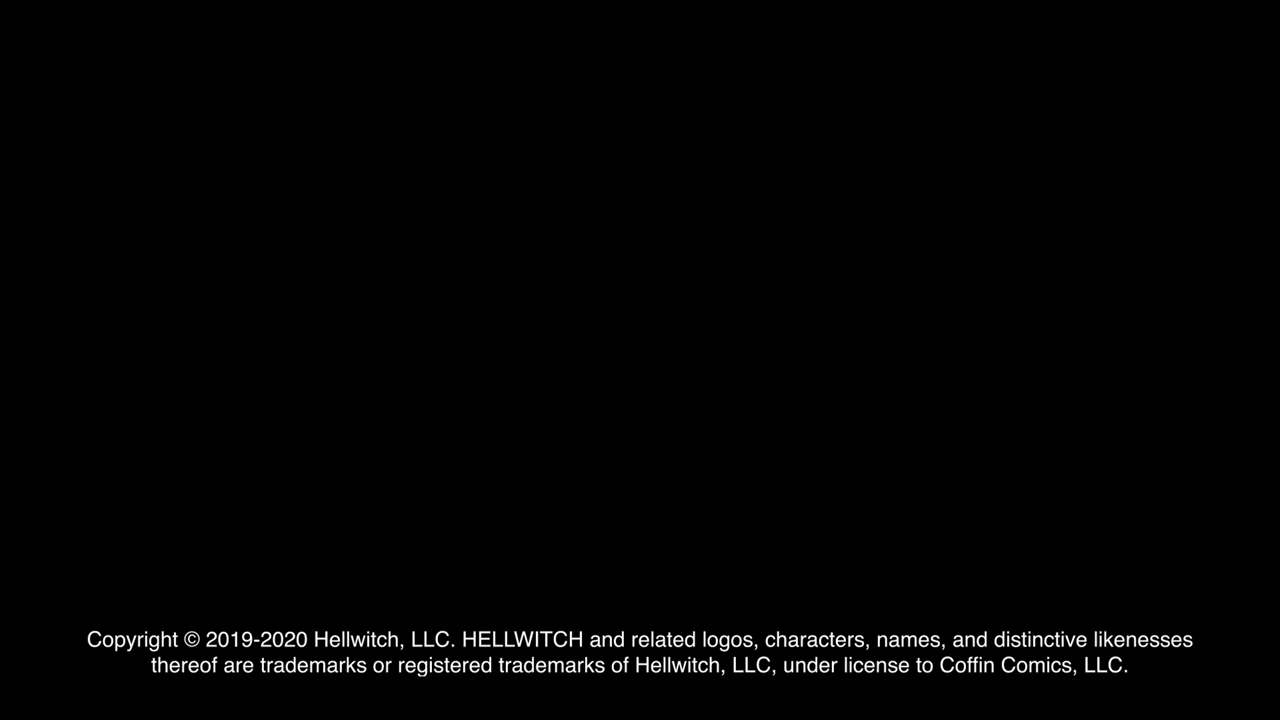 Copyright © 2019-2020 Hellwitch, LLC. HELLWITCH and related logos, characters, names, and distinctive likenesses
thereof are trademarks or registered trademarks of Hellwitch, LLC, under license to Coffin Comics, LLC.